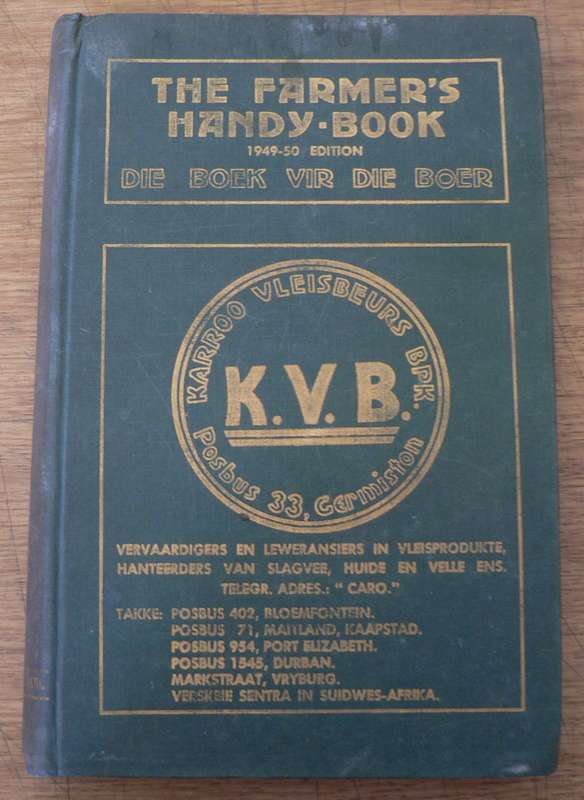 THE FARMER'S
HANDY-BOOK
1949-50 EDITION
DIE BOEK VIR DIE BOER
KARROO VLEISBEURS BPK.
K.V.B.
Posbus 33, Germiston
VERVAARDIGERS EN LEWERANSIERS IN VLEISPRODUKTE,
HANTEERDERS VAN SLAGVEE, HUIDE EN VELLE ENS.
TELEGR. ADRES.: "CARO."
TAKKE: POSBUS 402, BLOEMFONTEIN.
POSBUS 71, MAITLAND, KAAPSTAD.
POSBUS 954, PORT ELIZABETH.
POSBUS 1545, DURBAN.
MARKSTRAAT, VRYBURG.
VERSKEIE SENTRA IN SUIDWES-AFRIKA.